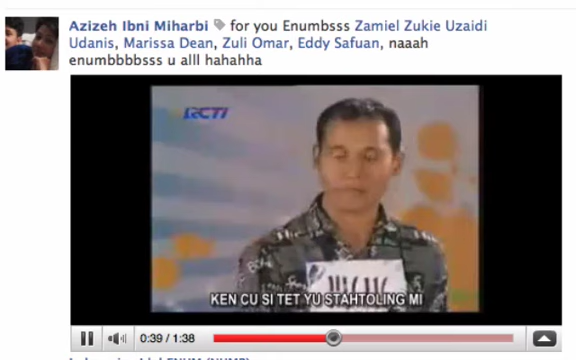 Azizeh Ibni Miharbi for you Enumbsss Zamiel Zukie Uzaidi
Udanis, Marissa Dean, Zuli Omar, Eddy Safuan, naaah
enumbbbbsss u alll hahahha
RCTI
KEN CU SI TET YU STAHTOLING MI
0:39 / 1:38